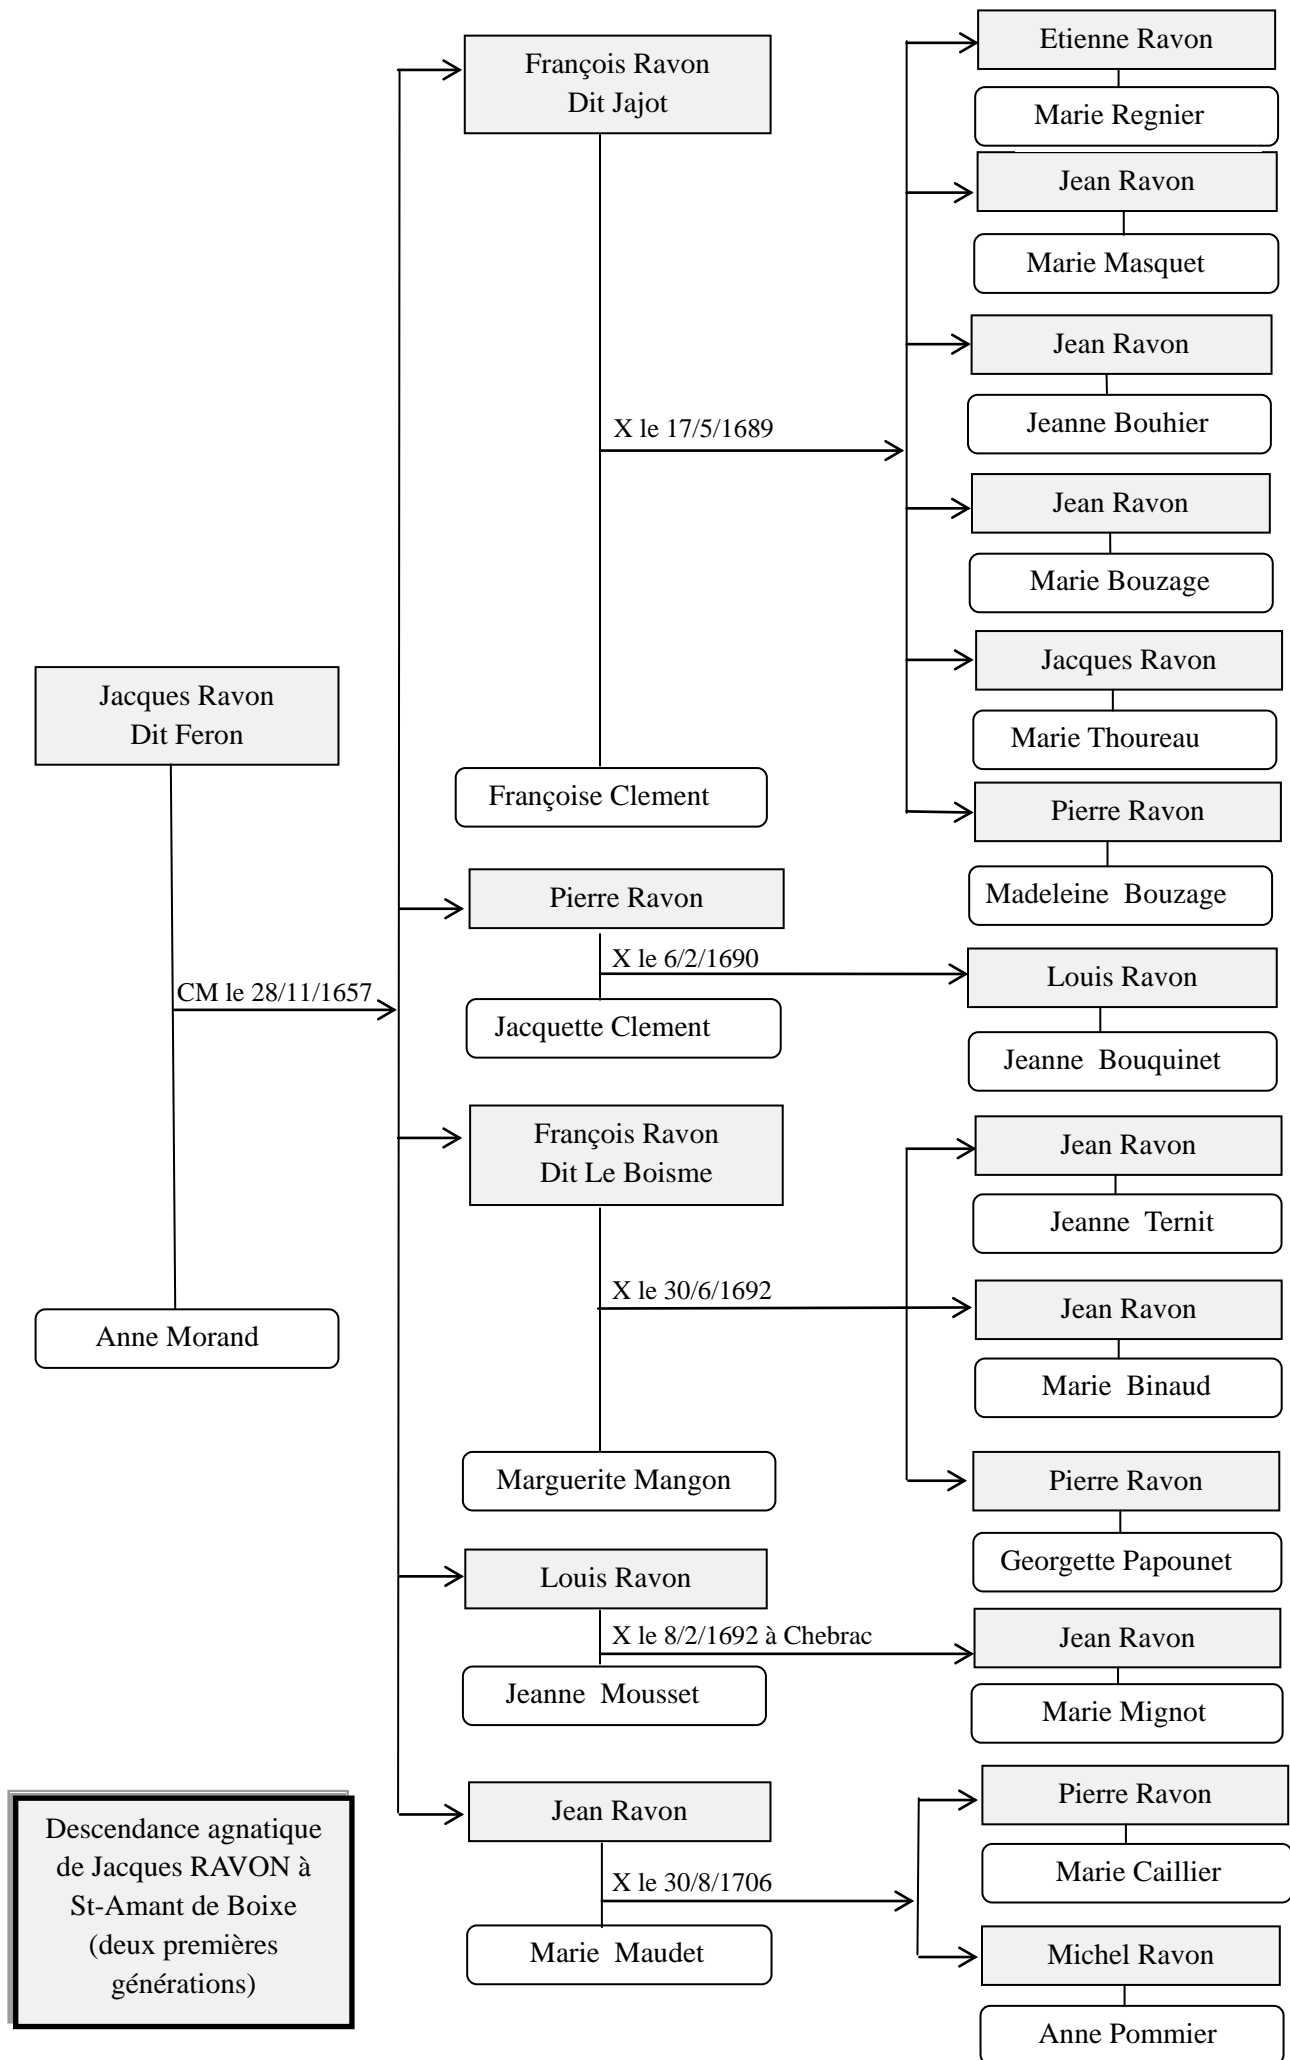 Jacques Ravon
Dit Feron
CM le 28/11/1657
Anne Morand
François Ravon
Dit Jajot
X le 17/5/1689
Françoise Clement
Etienne Ravon
Marie Regnier
Jean Ravon
Marie Masquet
Jean Ravon
Jeanne Bouhier
Jean Ravon
Marie Bouzage
Jacques Ravon
Marie Thoureau
Pierre Ravon
Madeleine Bouzage
Pierre Ravon
X le 6/2/1690
Jacquette Clement
Louis Ravon
Jeanne Bouquinet
François Ravon
Dit Le Boisme
X le 30/6/1692
Marguerite Mangon
Jean Ravon
Jeanne Ternit
Jean Ravon
Marie Binaud
Pierre Ravon
Georgette Papounet
Louis Ravon
X le 8/2/1692 à Chebrac
Jeanne Mousset
Jean Ravon
Marie Mignot
Jean Ravon
X le 30/8/1706
Marie Maudet
Pierre Ravon
Marie Caillier
Michel Ravon
Anne Pommier
Descendance agnatique
de Jacques RAVON à
St-Amant de Boixe
(deux premières
générations)